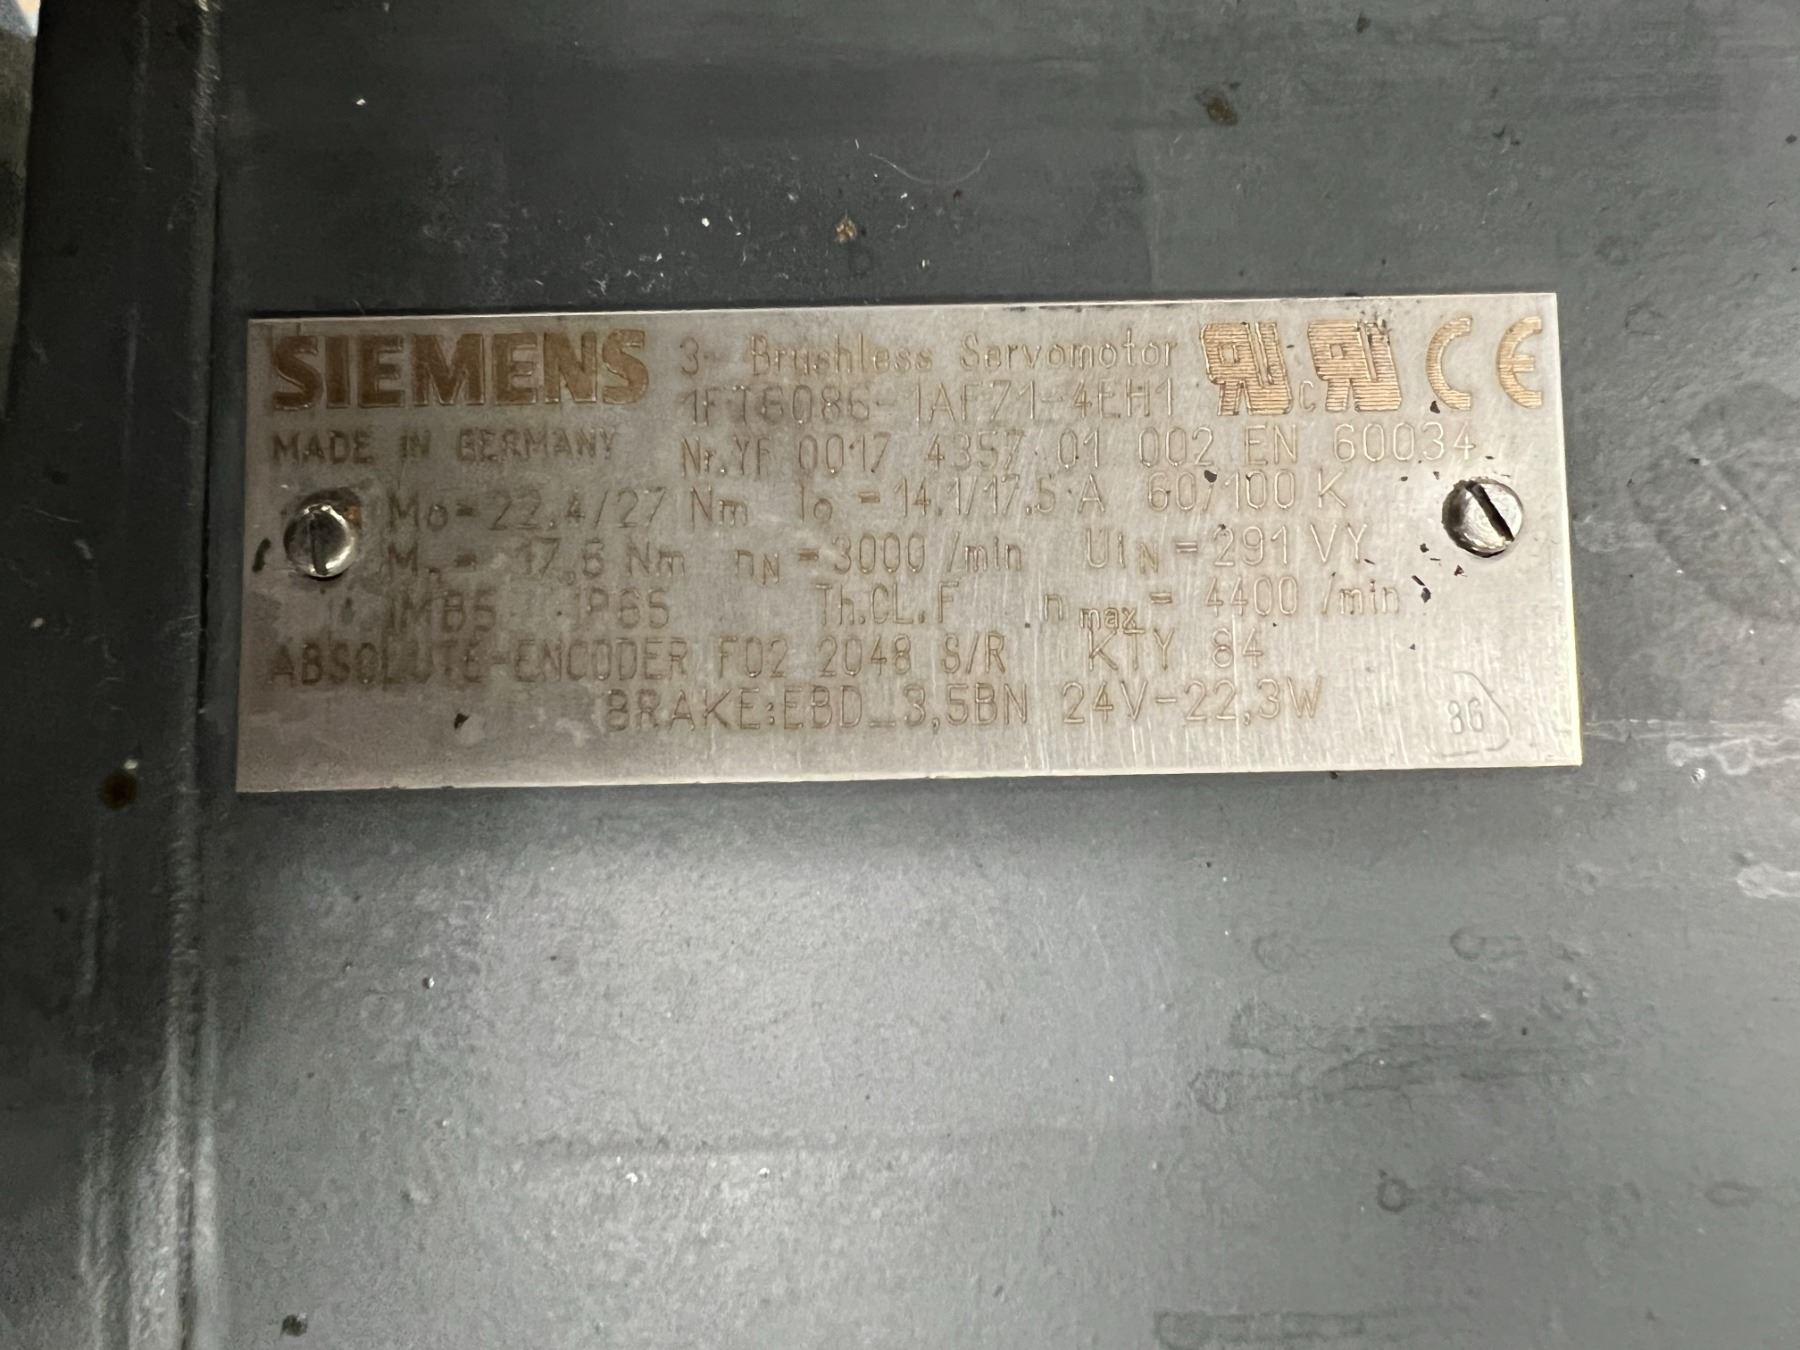 SIEMENS 3~ Brushless Servomotor
1FT6086-1AF71-4EH1
MADE IN GERMANY Nr.YF 0017 4357 01 002 EN 60034
Mo=22,4/27 Nm Io =14,1/17,5 A 60/100 K
Mn= 17,6 Nm nN =3000 /min UiN =291 VY
IMB5 IP65 Th.CL.F n max = 4400 /min
ABSOLUTE-ENCODER F02 2048 S/R KTY 84
BRAKE:EBD_3,5BN 24V-22,3W
86